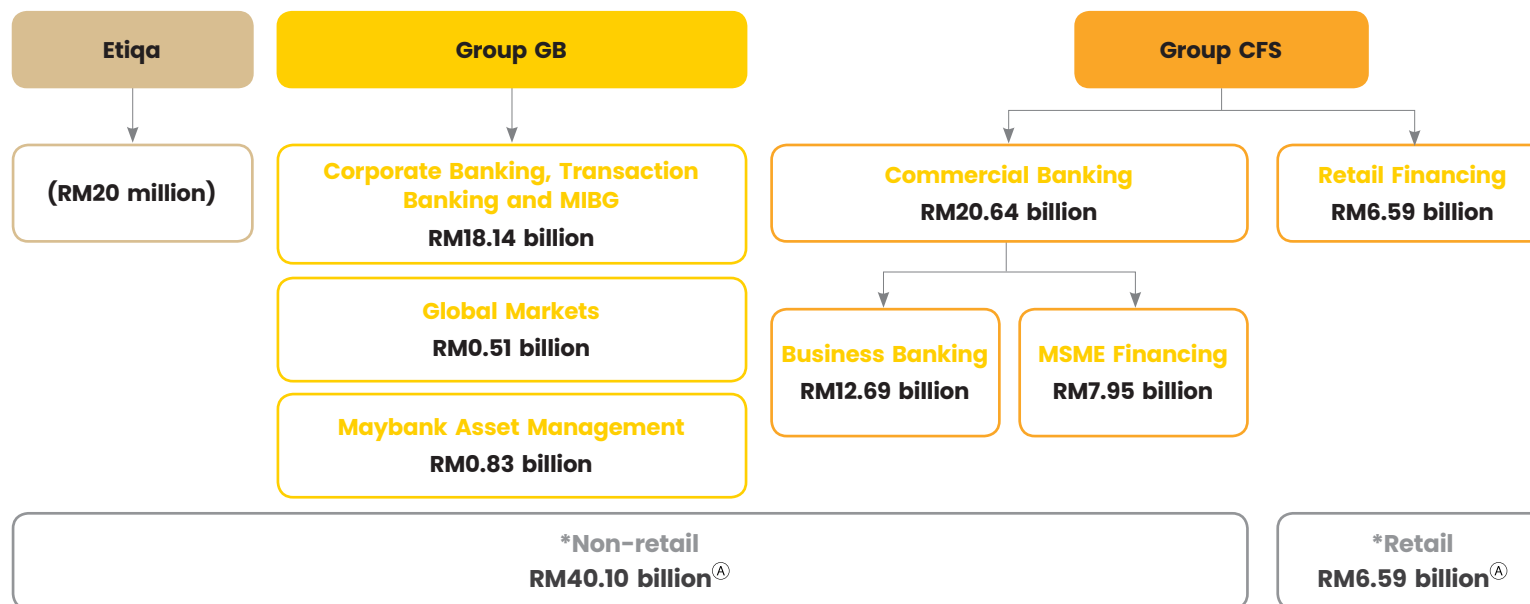 Etiqa
Group GB
Group CFS
(RM20 million)
Corporate Banking, Transaction
Banking and MIBG
RM18.14 billion
Commercial Banking
RM20.64 billion
Retail Financing
RM6.59 billion
Global Markets
RM0.51 billion
Business Banking
RM12.69 billion
MSME Financing
RM7.95 billion
Maybank Asset Management
RM0.83 billion
*Non-retail
RM40.10 billionⒶ
*Retail
RM6.59 billionⒶ